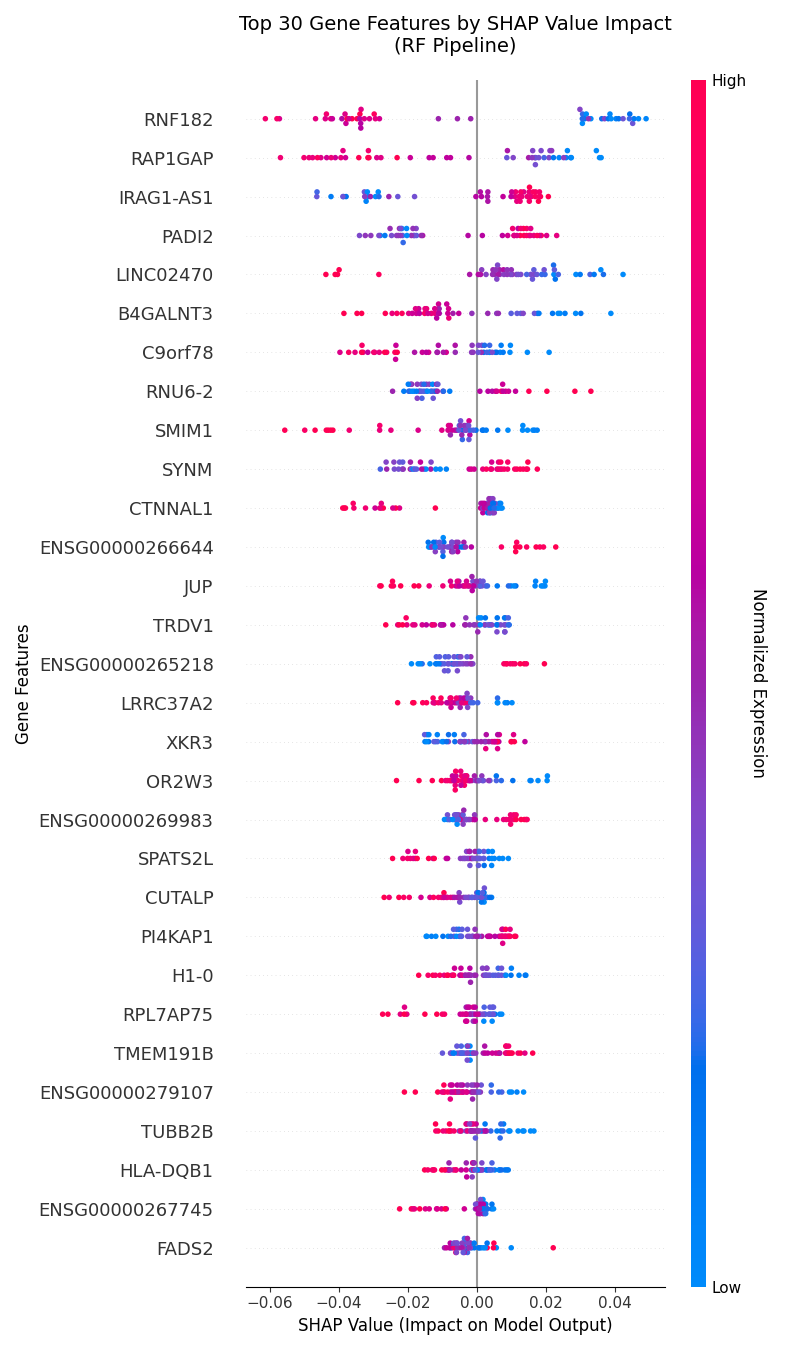 Top 30 Gene Features by SHAP Value Impact
(RF Pipeline)
High
RNF182
RAP1GAP
IRAG1-AS1
PADI2
LINC02470
B4GALNT3
C9orf78
RNU6-2
SMIM1
SYNM
CTNNAL1
ENSG00000266644
JUP
TRDV1
ENSG00000265218
LRRC37A2
XKR3
OR2W3
ENSG00000269983
SPATS2L
CUTALP
PI4KAP1
H1-0
RPL7AP75
TMEM191B
ENSG00000279107
TUBB2B
HLA-DQB1
ENSG00000267745
FADS2
Gene Features
Normalized Expression
Low
−0.06 −0.04 −0.02 0.00 0.02 0.04
SHAP Value (Impact on Model Output)